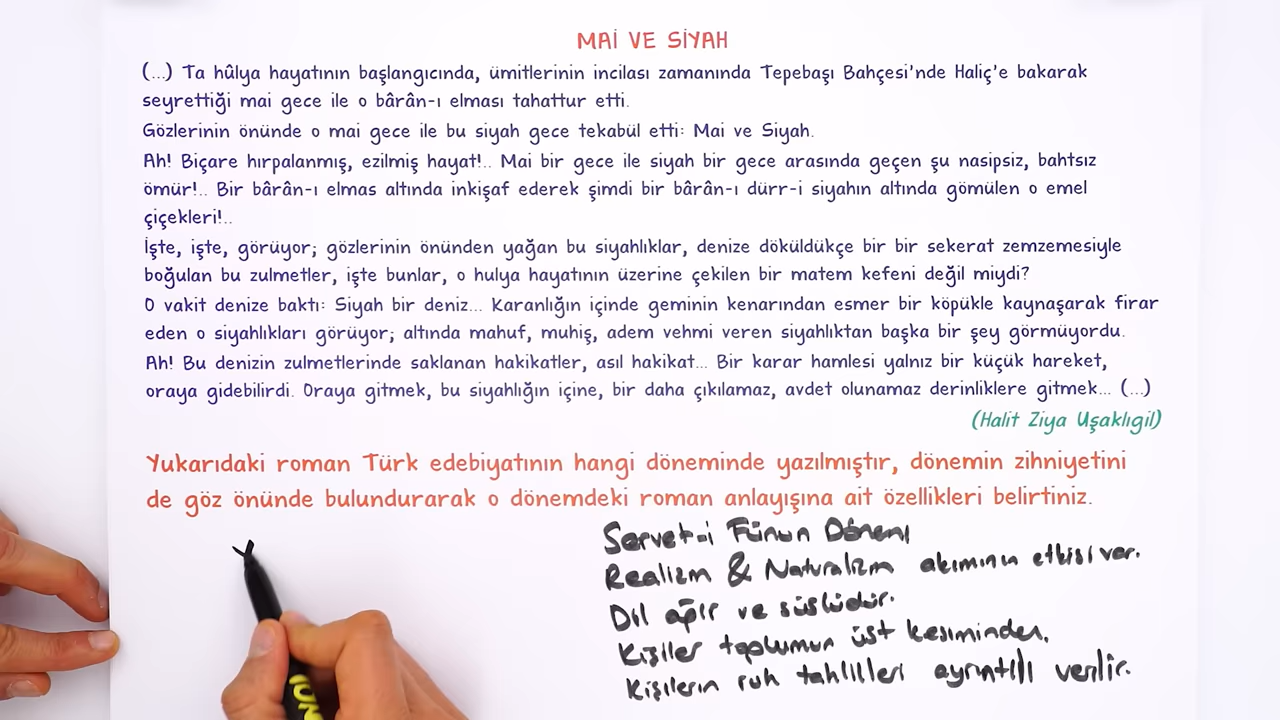 MAİ VE SİYAH
(...) Ta hûlya hayatının başlangıcında, ümitlerinin incilası zamanında Tepebaşı Bahçesi'nde Haliç'e bakarak
seyrettiği mai gece ile o bârân-ı elması tahattur etti.
Gözlerinin önünde o mai gece ile bu siyah gece tekabül etti: Mai ve Siyah.
Ah! Biçare hırpalanmış, ezilmiş hayat!.. Mai bir gece ile siyah bir gece arasında geçen şu nasipsiz, bahtsız
ömür!.. Bir bârân-ı elmas altında inkişaf ederek şimdi bir bârân-ı dürr-i siyahın altında gömülen o emel
çiçekleri!..
İşte, işte, görüyor; gözlerinin önünden yağan bu siyahlıklar, denize döküldükçe bir bir sekerat zemzemesiyle
boğulan bu zulmetler, işte bunlar, o hulya hayatının üzerine çekilen bir matem kefeni değil miydi?
O vakit denize baktı: Siyah bir deniz... Karanlığın içinde geminin kenarından esmer bir köpükle kaynaşarak firar
eden o siyahlıkları görüyor; altında mahuf, muhiş, adem vehmi veren siyahlıktan başka bir şey görmüyordu.
Ah! Bu denizin zulmetlerinde saklanan hakikatler, asıl hakikat... Bir karar hamlesi yalnız bir küçük hareket,
oraya gidebilirdi. Oraya gitmek, bu siyahlığın içine, bir daha çıkılamaz, avdet olunamaz derinliklere gitmek... (...)
(Halit Ziya Uşaklıgil)
Yukarıdaki roman Türk edebiyatının hangi döneminde yazılmıştır, dönemin zihniyetini
de göz önünde bulundurarak o dönemdeki roman anlayışına ait özellikleri belirtiniz.
Servet-i Fünun Dönemi
Realizm & Naturalizm akımının etkisi var.
Dil ağır ve süslüdür.
Kişiler toplumun üst kesiminden.
Kişilerin ruh tahlilleri ayrıntılı verilir.